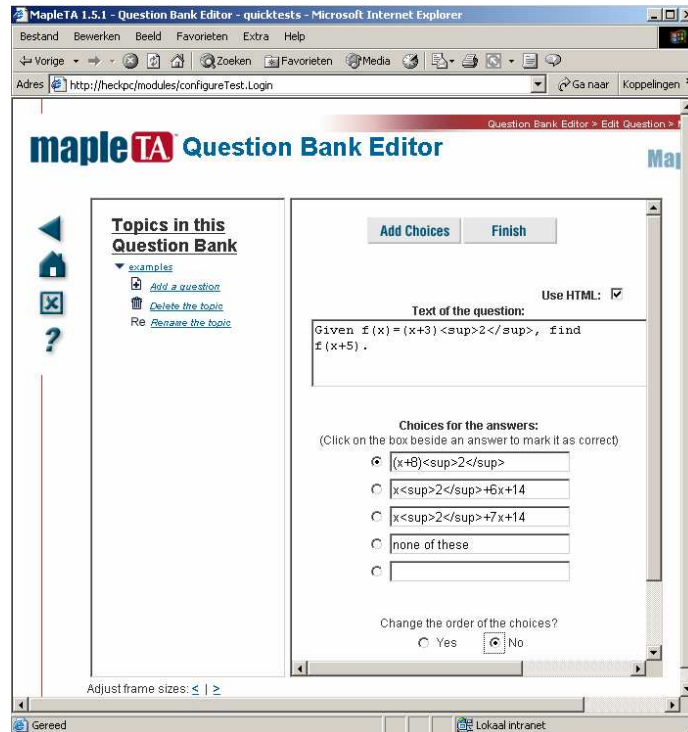 MapleTA 1.5.1 - Question Bank Editor - quicktests - Microsoft Internet Explorer
Bestand Bewerken Beeld Favorieten Extra Help
Vorige Zoeken Favorieten Media
Adres http://heckpc/modules/configureTest.Login Ga naar Koppelingen
Question Bank Editor > Edit Question >
maple TA Question Bank Editor
Topics in this
Question Bank
examples
Add a question
Delete the topic
Re Rename the topic
?
Add Choices Finish
Use HTML:
Text of the question:
Given f(x)=(x+3)<sup>2</sup>, find
f(x+5).
Choices for the answers:
(Click on the box beside an answer to mark it as correct)
(x+8)<sup>2</sup>
x<sup>2</sup>+6x+14
x<sup>2</sup>+7x+14
none of these
Change the order of the choices?
Yes No
Adjust frame sizes: < | >
Gereed Lokaal intranet